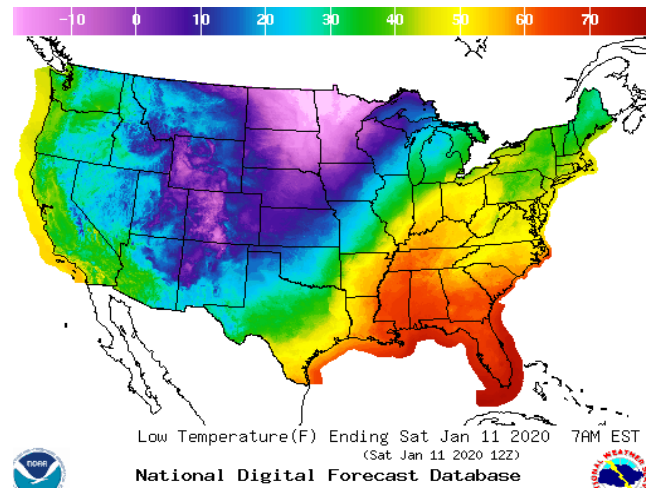 -10 0 10 20 30 40 50 60 70
Low Temperature(F) Ending Sat Jan 11 2020 7AM EST
(Sat Jan 11 2020 12Z)
National Digital Forecast Database
noaa